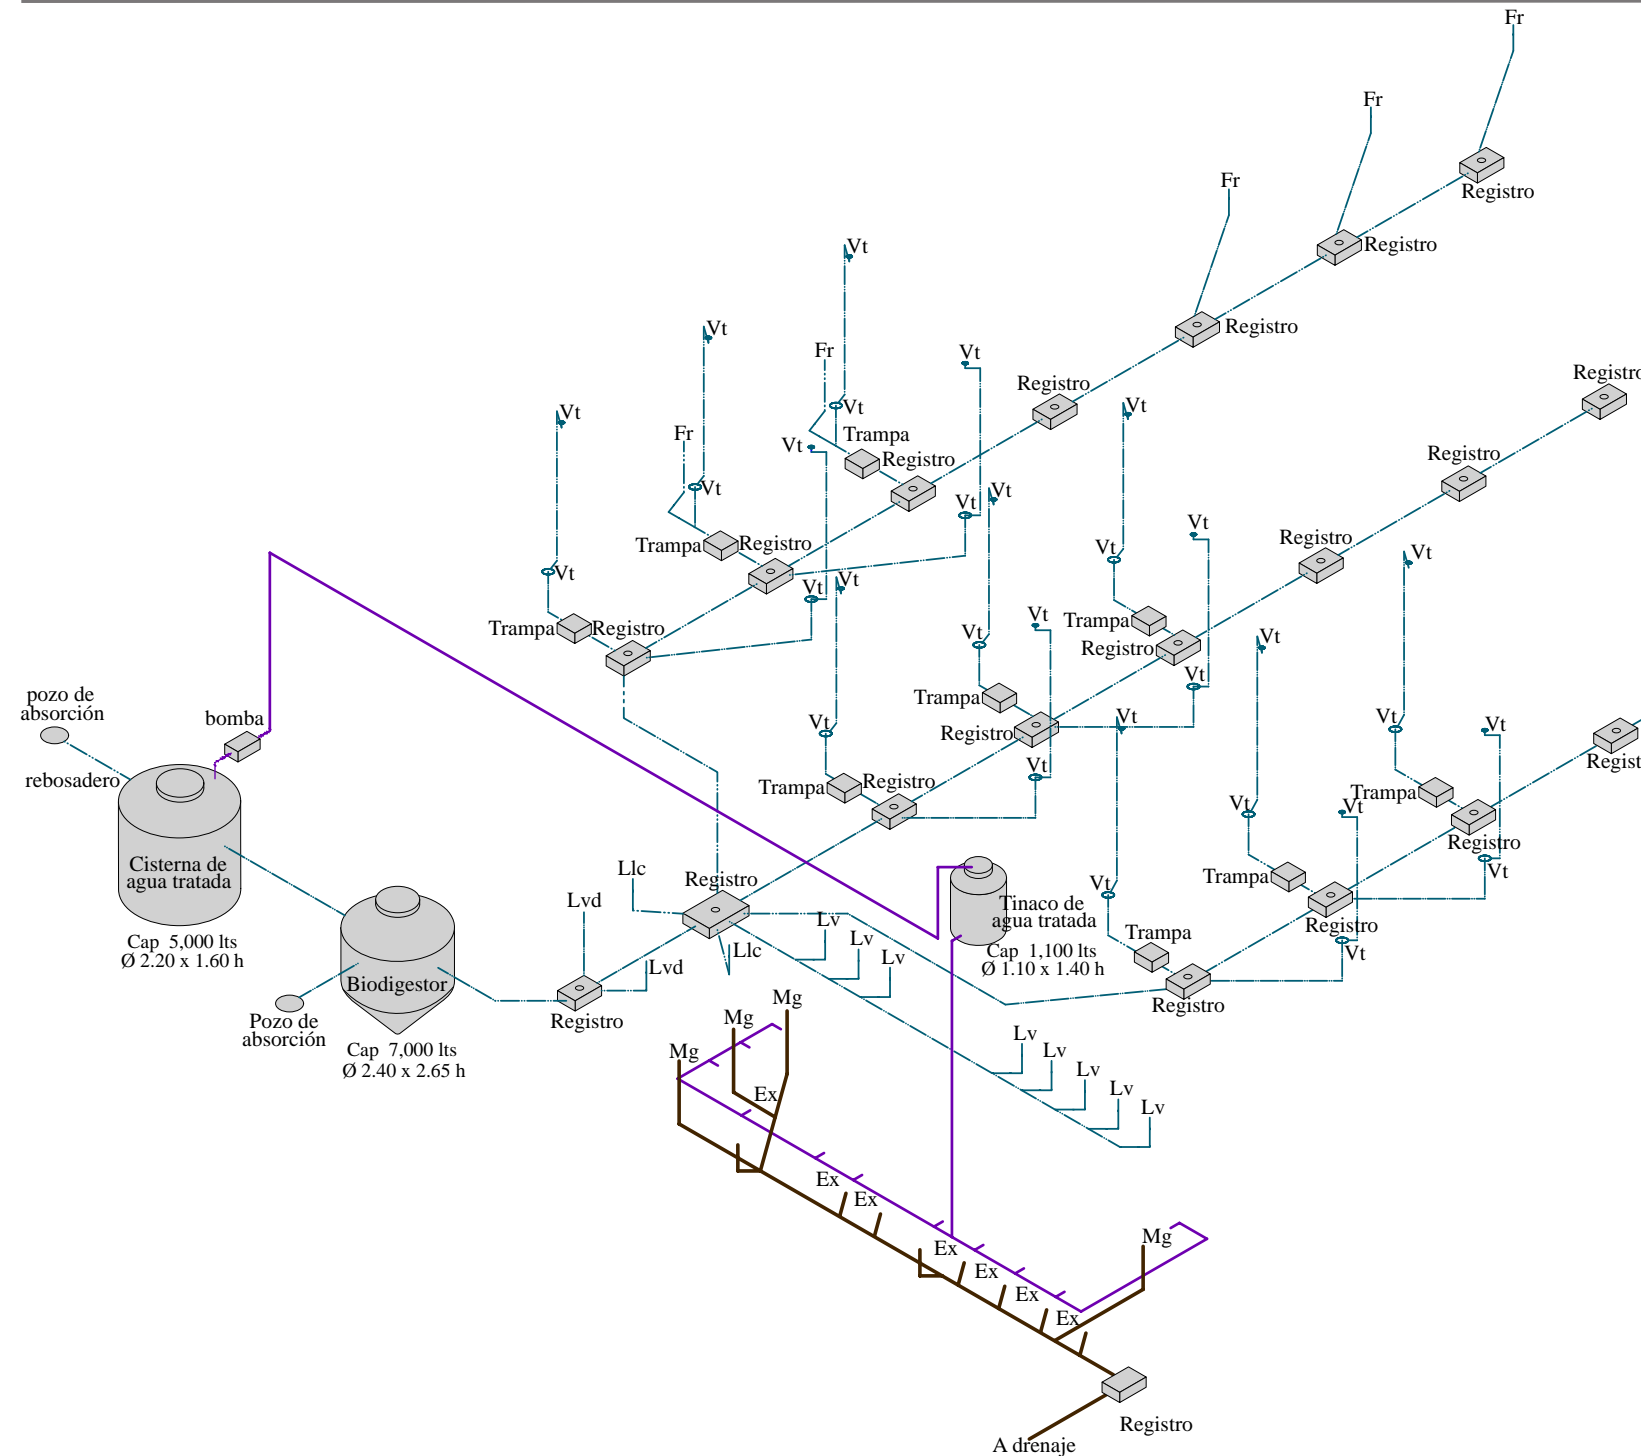 Fr
Fr
Fr
Registro
Registro
Registro
Vt
Vt
Fr
Vt
Registro
Registro
Vt
Vt
Vt
Fr
Trampa
Vt
Registro
Registro
Vt
Vt
Vt
Trampa
Registro
Vt
Registro
Vt
Vt
Vt
Vt
Vt
Vt
Trampa
Registro
Vt
Trampa
Vt
Vt
Registro
Vt
Trampa
Vt
pozo de
absorción
bomba
Vt
Registro
Vt
Vt
Vt
Regist
rebosadero
Trampa
Registro
Vt
Trampa
Vt
Vt
Registro
Cisterna de
agua tratada
Llc
Registro
Trampa
Vt
Vt
Lvd
Tinaco de
agua tratada
Lv
Registro
Trampa
Cap 5,000 lts
Ø 2.20 x 1.60 h
Llc
Lv
Lv
Cap 1,100 lts
Ø 1.10 x 1.40 h
Vt
Lvd
Biodigestor
Registro
Mg
Mg
Registro
Pozo de
absorción
Cap 7,000 lts
Ø 2.40 x 2.65 h
Mg
Lv
Lv
Lv
Lv
Lv
Ex
Ex
Ex
Mg
Ex
Ex
Ex
Ex
Registro
A drenaje